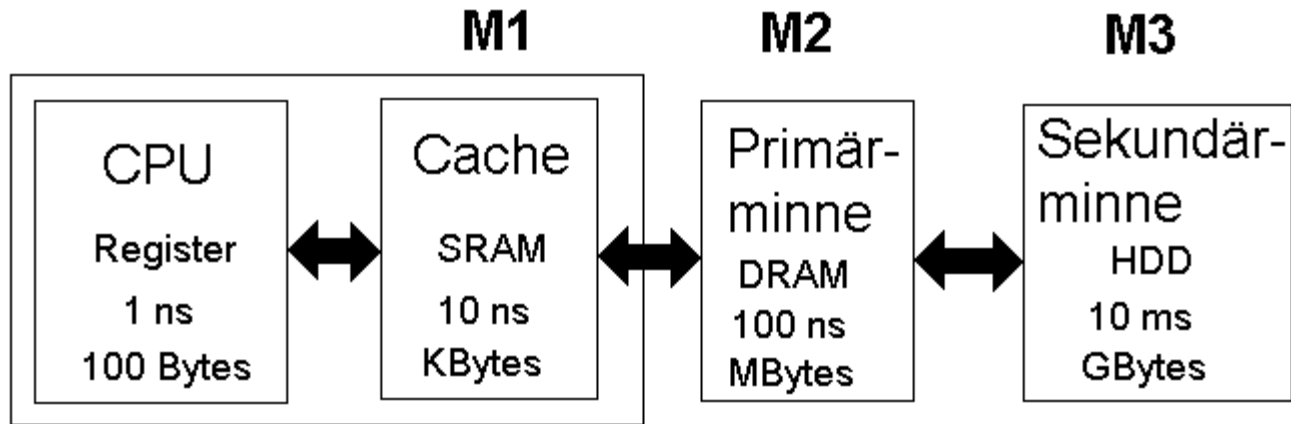 M1
M2
M3
CPU
Register
1 ns
100 Bytes
Cache
SRAM
10 ns
KBytes
Primär-
minne
DRAM
100 ns
MBytes
Sekundär-
minne
HDD
10 ms
GBytes